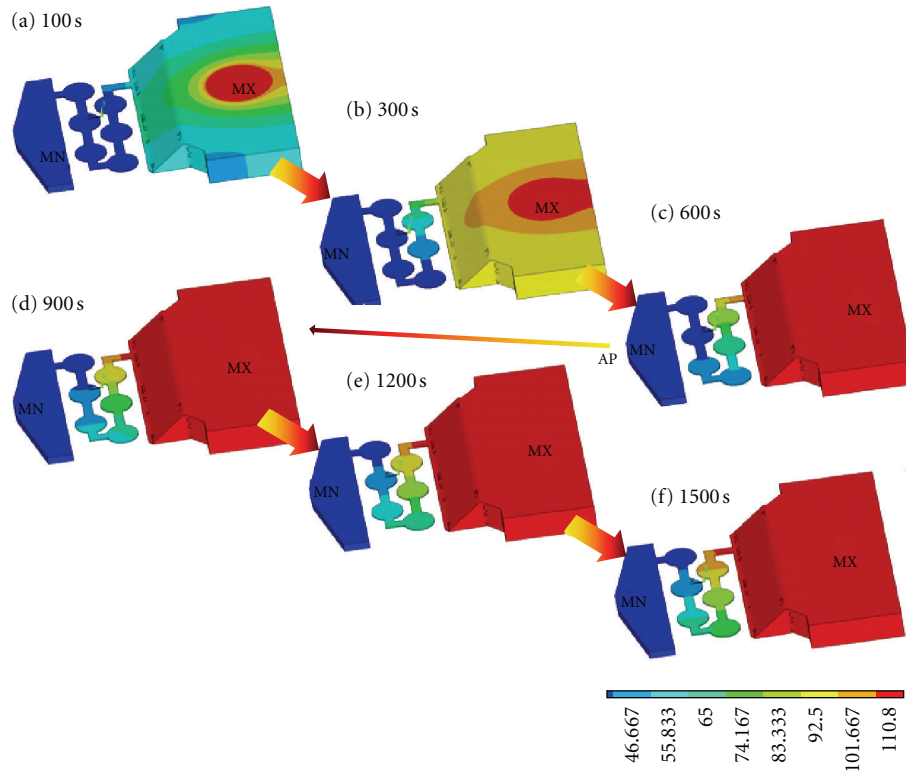 (a) 100 s
MX
MN
(b) 300 s
MX
MN
(c) 600 s
MX
MN
AP
(d) 900 s
MX
MN
(e) 1200 s
MX
MN
(f) 1500 s
MX
MN
46.667
55.833
65
74.167
83.333
92.5
101.667
110.8